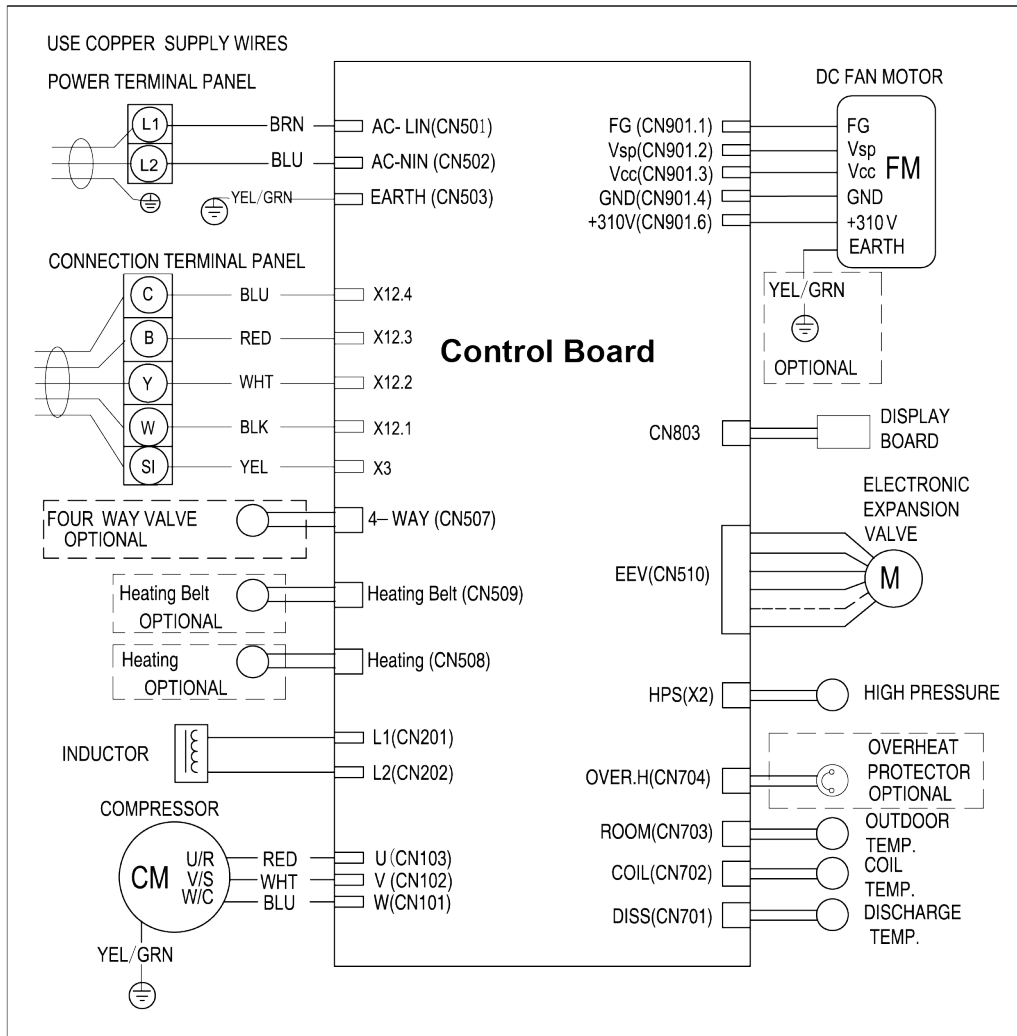 USE COPPER SUPPLY WIRES
POWER TERMINAL PANEL
L1
BRN
AC-LIN(CN501)
L2
BLU
AC-NIN (CN502)
YEL/GRN
EARTH (CN503)
CONNECTION TERMINAL PANEL
C
BLU
X12.4
B
RED
X12.3
Y
WHT
X12.2
W
BLK
X12.1
SI
YEL
X3
FOUR WAY VALVE
OPTIONAL
4-WAY (CN507)
Heating Belt
OPTIONAL
Heating Belt (CN509)
Heating
OPTIONAL
Heating (CN508)
INDUCTOR
L1(CN201)
L2(CN202)
COMPRESSOR
CM
U/R
V/S
W/C
RED
WHT
BLU
U(CN103)
V (CN102)
W(CN101)
YEL/GRN
Control Board
DC FAN MOTOR
FG (CN901.1)
Vsp(CN901.2)
Vcc(CN901.3)
GND(CN901.4)
+310V(CN901.6)
FG
Vsp
Vcc
FM
GND
+310 V
EARTH
YEL/GRN
OPTIONAL
CN803
DISPLAY
BOARD
ELECTRONIC
EXPANSION
VALVE
EEV(CN510)
M
HPS(X2)
HIGH PRESSURE
OVER.H(CN704)
OVERHEAT
PROTECTOR
OPTIONAL
ROOM(CN703)
OUTDOOR
TEMP.
COIL(CN702)
COIL
TEMP.
DISS(CN701)
DISCHARGE
TEMP.